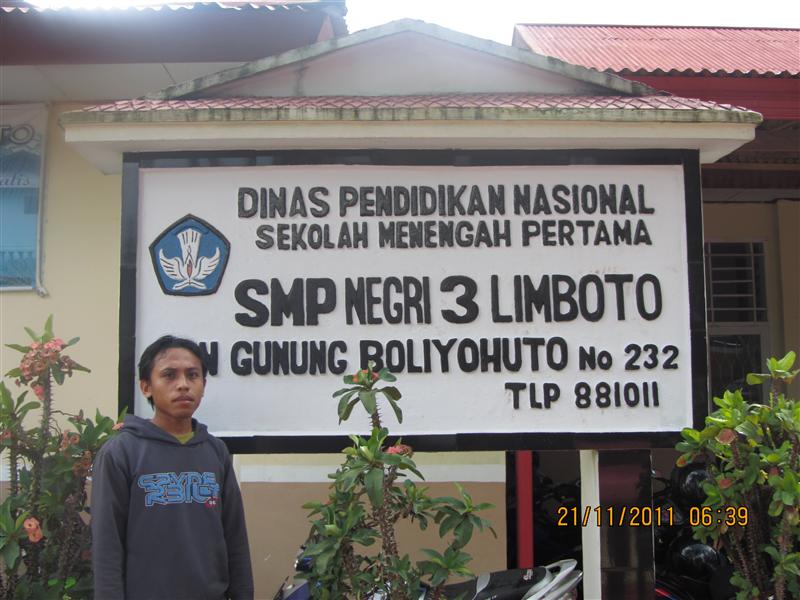 DINAS PENDIDIKAN NASIONAL
SEKOLAH MENENGAH PERTAMA
SMP NEGRI 3 LIMBOTO
GUNUNG BOLIYOHUTO No 232
TLP 881011
21/11/2011 06:39